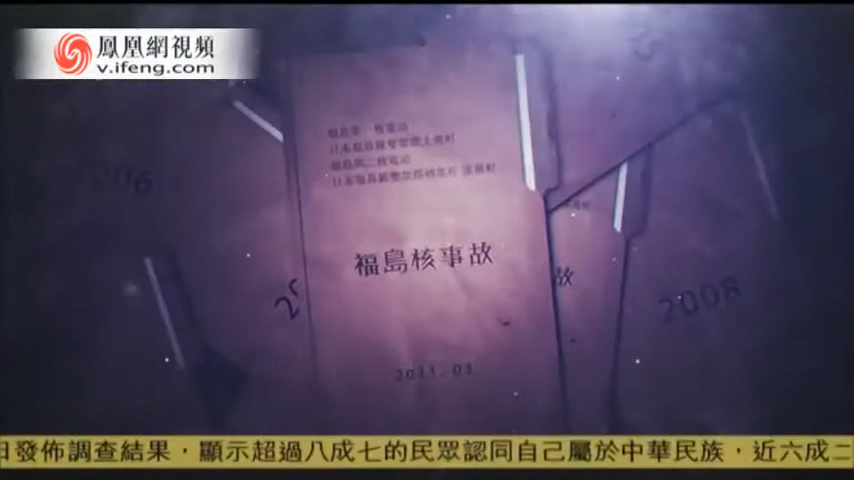 鳳凰網視頻
v.ifeng.com
福島第一核電站
日本福島縣雙葉郡大熊町
福島第二核電站
福島核事故
故
2011.03
2008
日發佈調查結果，顯示超過八成七的民眾認同自己屬於中華民族，近六成二